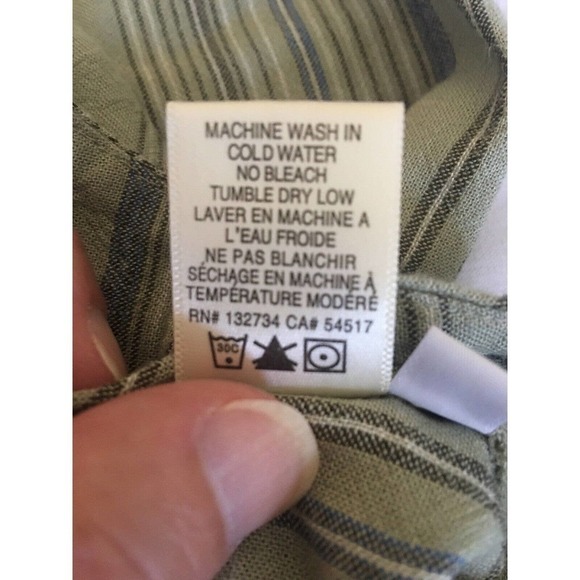 MACHINE WASH IN
COLD WATER
NO BLEACH
TUMBLE DRY LOW
LAVER EN MACHINE A
L'EAU FROIDE
NE PAS BLANCHIR
SÉCHAGE EN MACHINE À
TEMPÉRATURE MODÉRÉ
RN# 132734 CA# 54517
30C